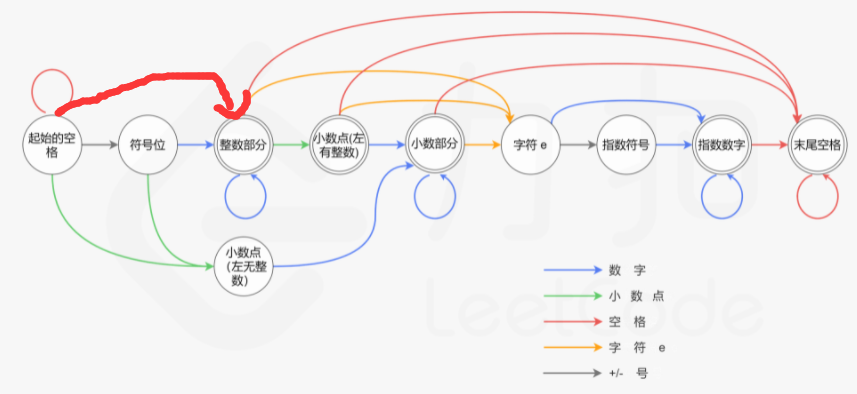 起始的空
格
符号位
整数部分
小数点(左
有整数)
小数部分
字符 e
指数符号
指数数字
末尾空格
小数点
(左无整
数)
数 字
小 数 点
空 格
字 符 e
+/- 号
力扣
LeetCode